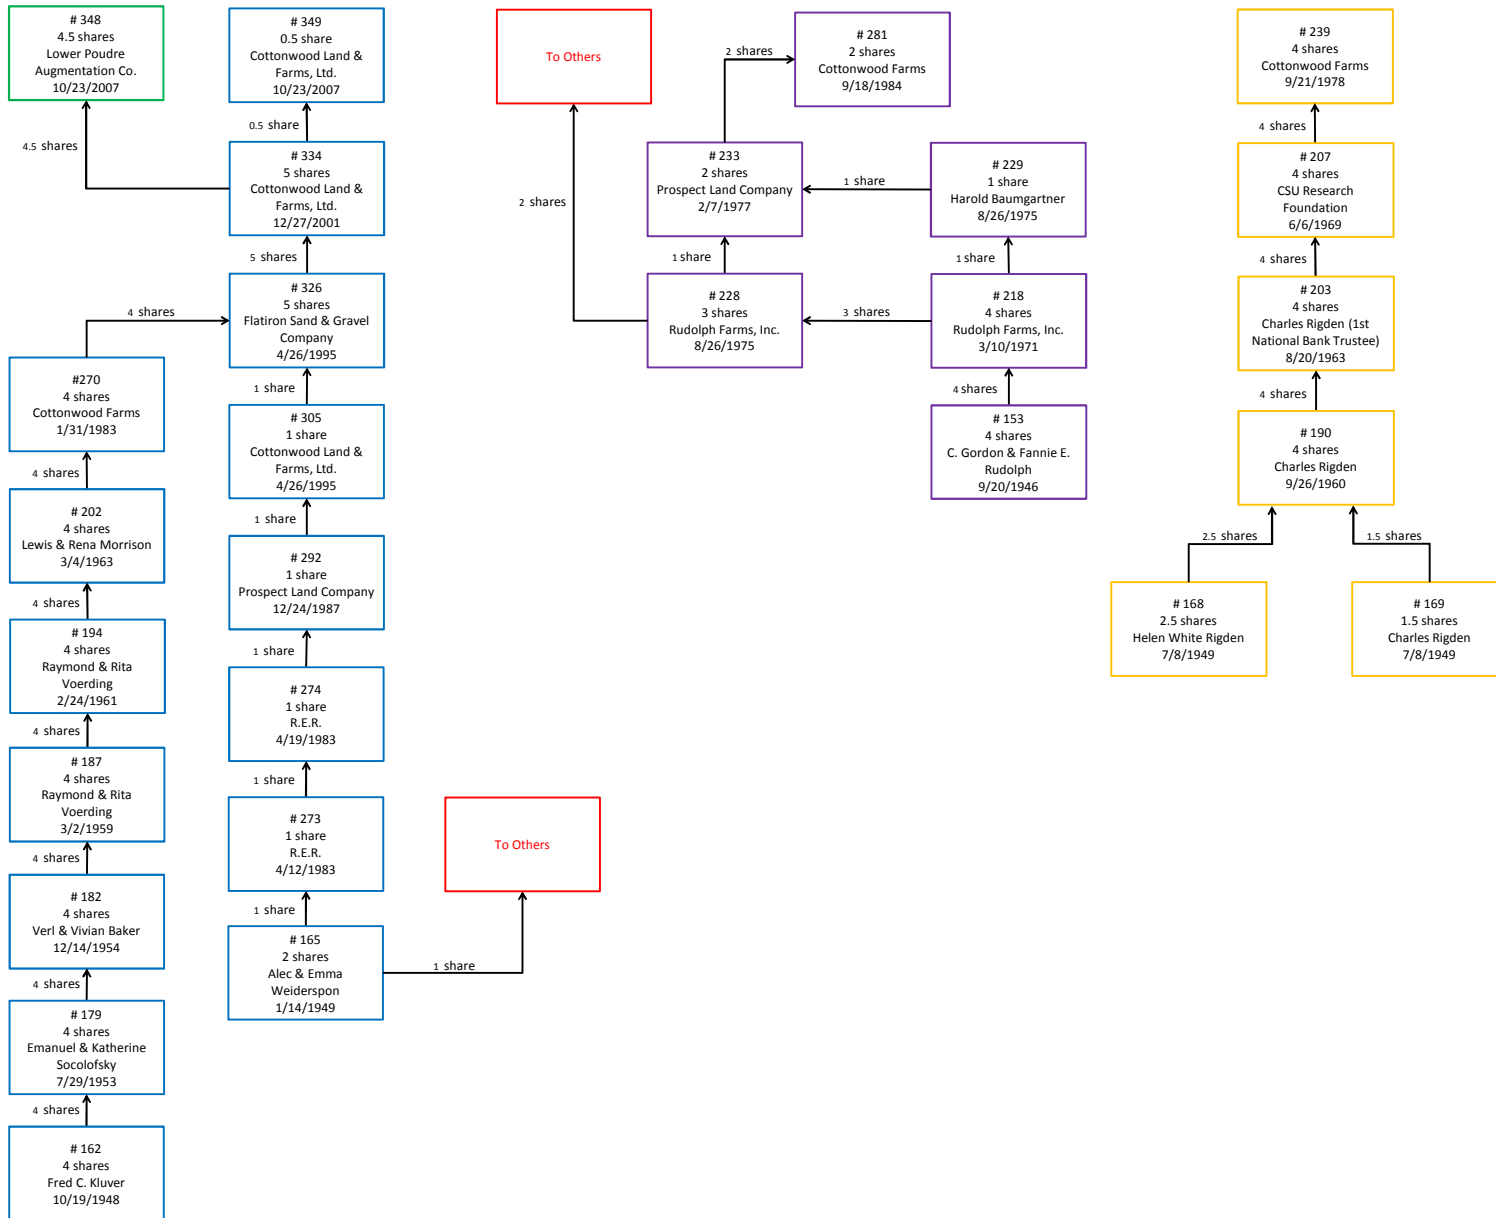 # 348
4.5 shares
Lower Poudre
Augmentation Co.
10/23/2007
# 349
0.5 share
Cottonwood Land &
Farms, Ltd.
10/23/2007
0.5 share
4.5 shares
# 334
5 shares
Cottonwood Land &
Farms, Ltd.
12/27/2001
5 shares
# 326
5 shares
Flatiron Sand & Gravel
Company
4/26/1995
4 shares
#270
4 shares
Cottonwood Farms
1/31/1983
4 shares
# 202
4 shares
Lewis & Rena Morrison
3/4/1963
4 shares
# 194
4 shares
Raymond & Rita
Voerding
2/24/1961
4 shares
# 187
4 shares
Raymond & Rita
Voerding
3/2/1959
4 shares
# 182
4 shares
Verl & Vivian Baker
12/14/1954
4 shares
# 179
4 shares
Emanuel & Katherine
Socolofsky
7/29/1953
4 shares
# 162
4 shares
Fred C. Kluver
10/19/1948
1 share
# 305
1 share
Cottonwood Land &
Farms, Ltd.
4/26/1995
1 share
# 292
1 share
Prospect Land Company
12/24/1987
1 share
# 274
1 share
R.E.R.
4/19/1983
1 share
# 273
1 share
R.E.R.
4/12/1983
1 share
# 165
2 shares
Alec & Emma
Weiderspon
1/14/1949
1 share
To Others
To Others
2 shares
2 shares
# 281
2 shares
Cottonwood Farms
9/18/1984
# 233
2 shares
Prospect Land Company
2/7/1977
1 share
# 229
1 share
Harold Baumgartner
8/26/1975
1 share
1 share
# 228
3 shares
Rudolph Farms, Inc.
8/26/1975
3 shares
# 218
4 shares
Rudolph Farms, Inc.
3/10/1971
4 shares
# 153
4 shares
C. Gordon & Fannie E.
Rudolph
9/20/1946
# 239
4 shares
Cottonwood Farms
9/21/1978
4 shares
# 207
4 shares
CSU Research
Foundation
6/6/1969
4 shares
# 203
4 shares
Charles Rigden (1st
National Bank Trustee)
8/20/1963
4 shares
# 190
4 shares
Charles Rigden
9/26/1960
2.5 shares
1.5 shares
# 168
2.5 shares
Helen White Rigden
7/8/1949
# 169
1.5 shares
Charles Rigden
7/8/1949